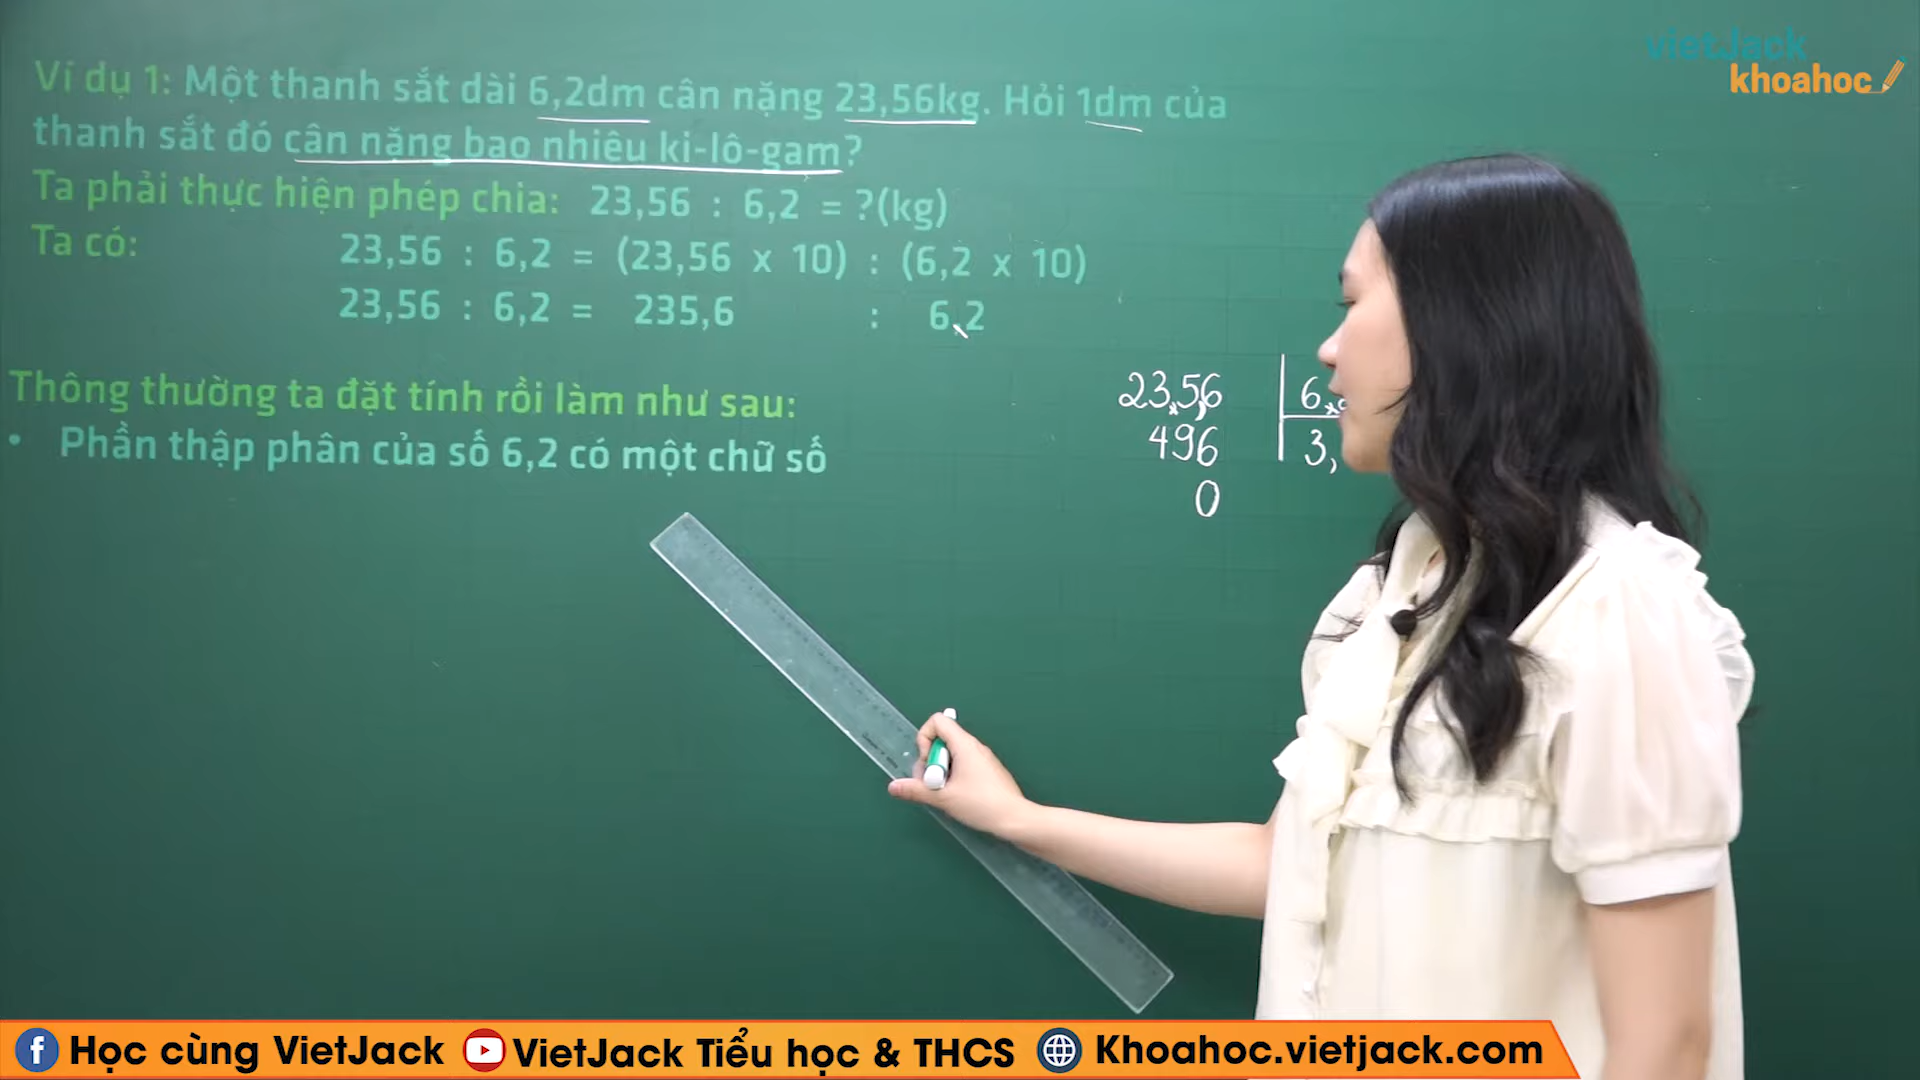 vietJack
khoahoc
Ví dụ 1: Một thanh sắt dài 6,2dm cân nặng 23,56kg. Hỏi 1dm của
thanh sắt đó cân nặng bao nhiêu ki-lô-gam?
Ta phải thực hiện phép chia: 23,56 : 6,2 = ?(kg)
Ta có: 23,56 : 6,2 = (23,56 x 10) : (6,2 x 10)
23,56 : 6,2 = 235,6 : 6,2
Thông thường ta đặt tính rồi làm như sau:
• Phần thập phân của số 6,2 có một chữ số
23,5,6 6,
496 3,
0
Học cùng VietJack VietJack Tiểu học & THCS Khoahoc.vietjack.com